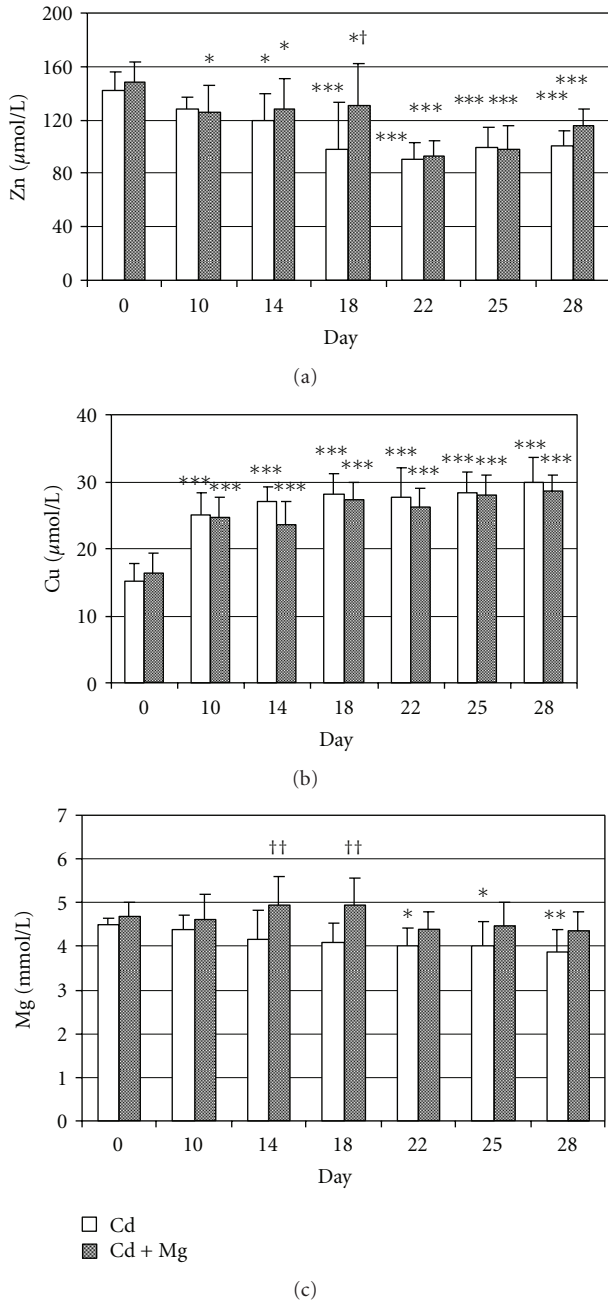 200
160
120
80
40
0
Zn (μmol/L)
* * * *†
*** *** *** *** *** *** ***
0 10 14 18 22 25 28
Day
(a)
40
30
20
10
0
Cu (μmol/L)
*** *** *** *** *** *** *** *** *** *** *** ***
0 10 14 18 22 25 28
Day
(b)
7
6
5
4
3
2
1
0
Mg (mmol/L)
†† †† * * **
0 10 14 18 22 25 28
Day
Cd
Cd + Mg
(c)